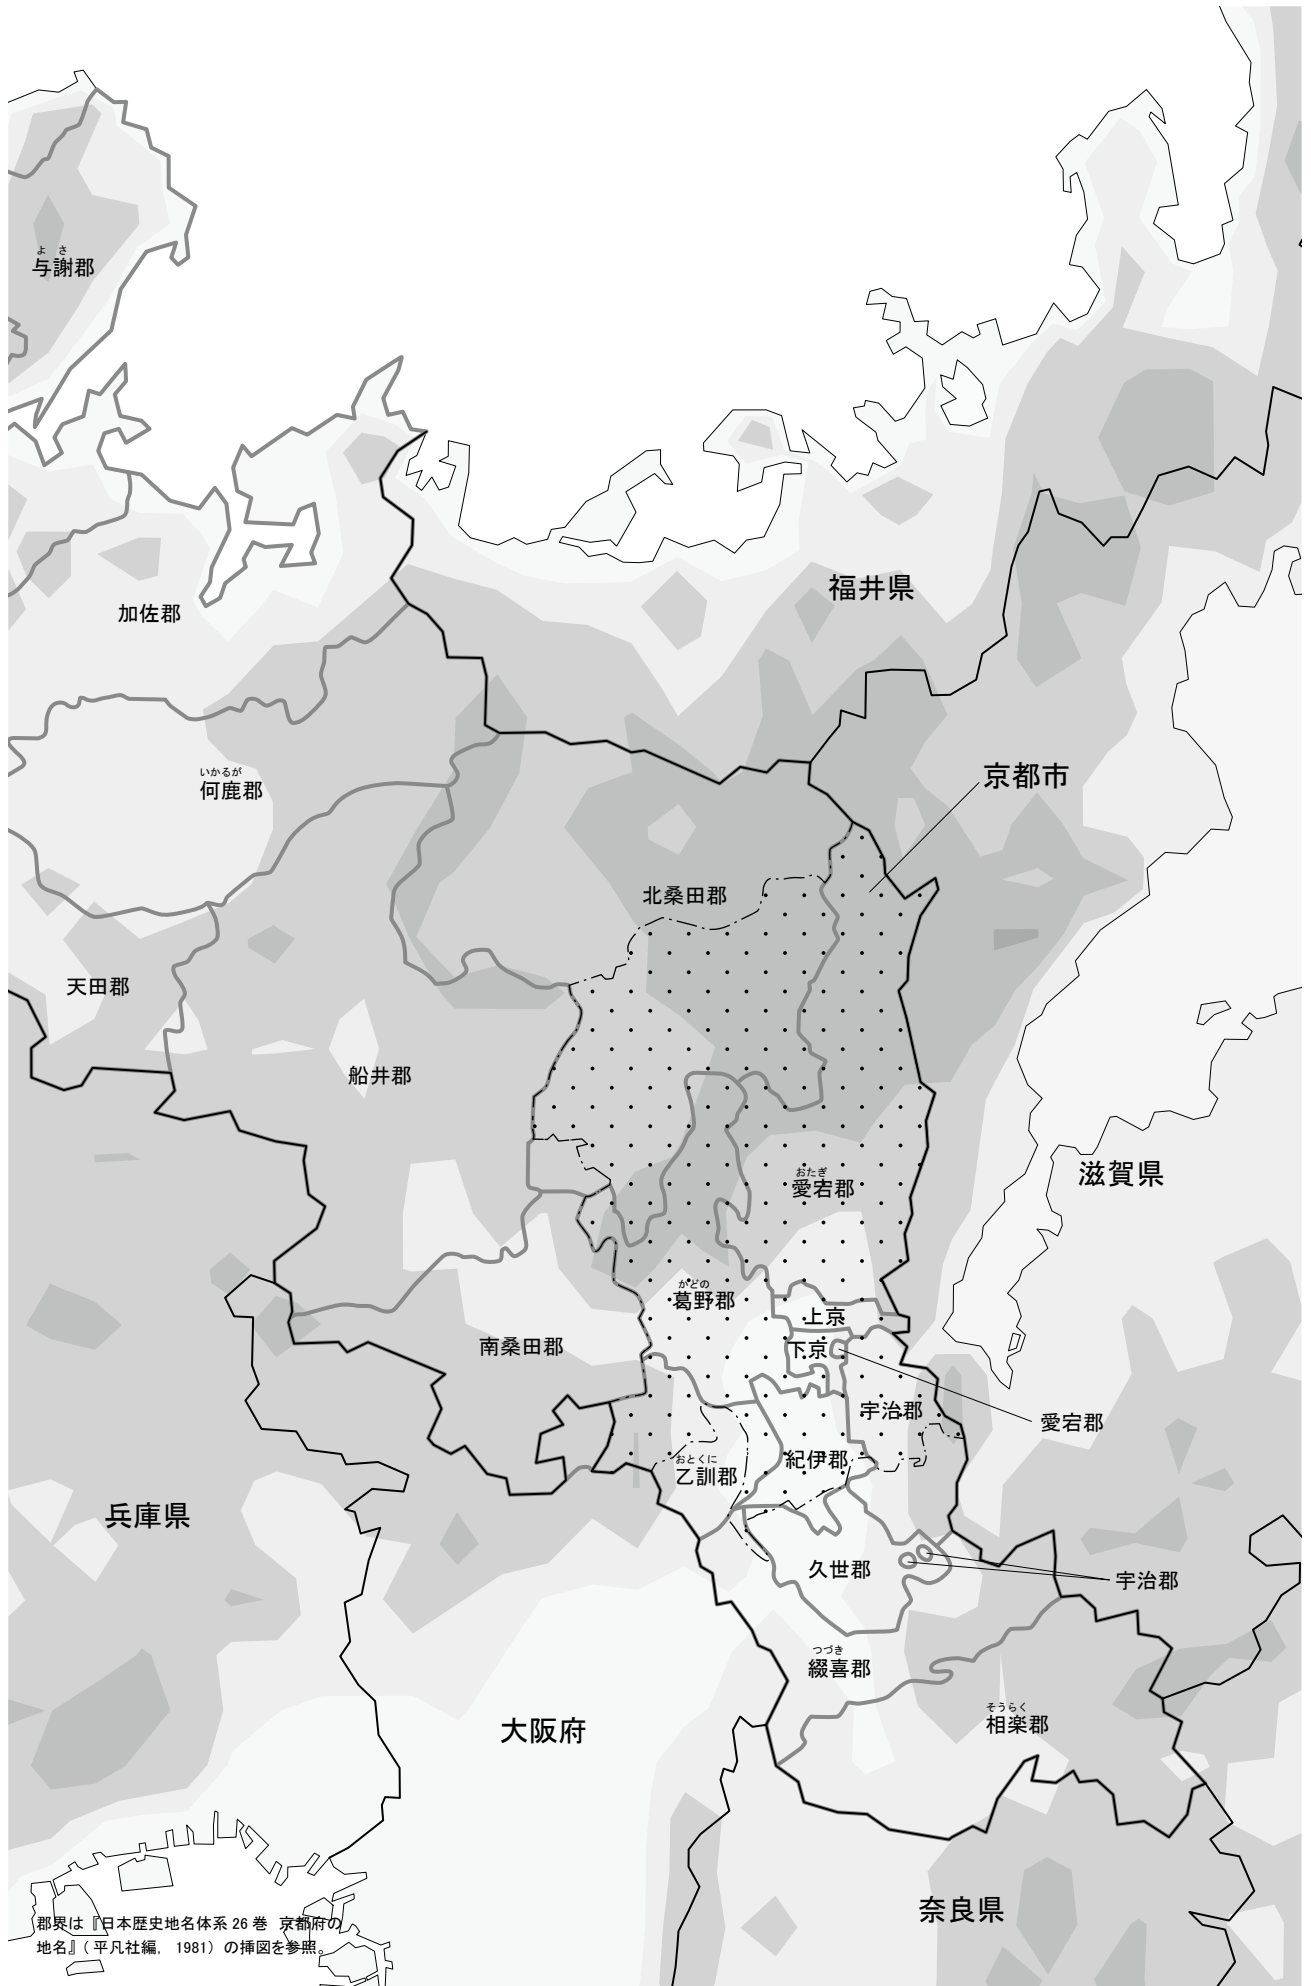 よさ
与謝郡
福井県
加佐郡
京都市
いかるが
何鹿郡
北桑田郡
天田郡
船井郡
滋賀県
おたぎ
愛宕郡
かどの
葛野郡
上京
下京
南桑田郡
宇治郡
愛宕郡
紀伊郡
おとくに
乙訓郡
兵庫県
久世郡
宇治郡
つづき
綴喜郡
そうらく
相楽郡
大阪府
奈良県
郡界は『日本歴史地名体系 26 巻 京都府の
地名』( 平凡社編, 1981) の挿図を参照。